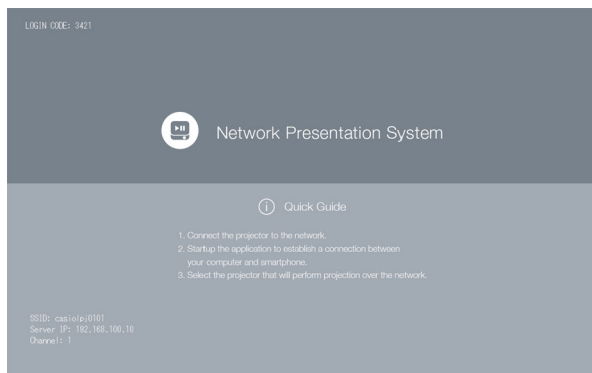 LOGIN CODE: 3421
Network Presentation System
Quick Guide
1. Connect the projector to the network.
2. Startup the application to establish a connection between
your computer and smartphone.
3. Select the projector that will perform projection over the network.
SSID: casiolpj0101
Server IP: 192.168.100.10
Channel: 1